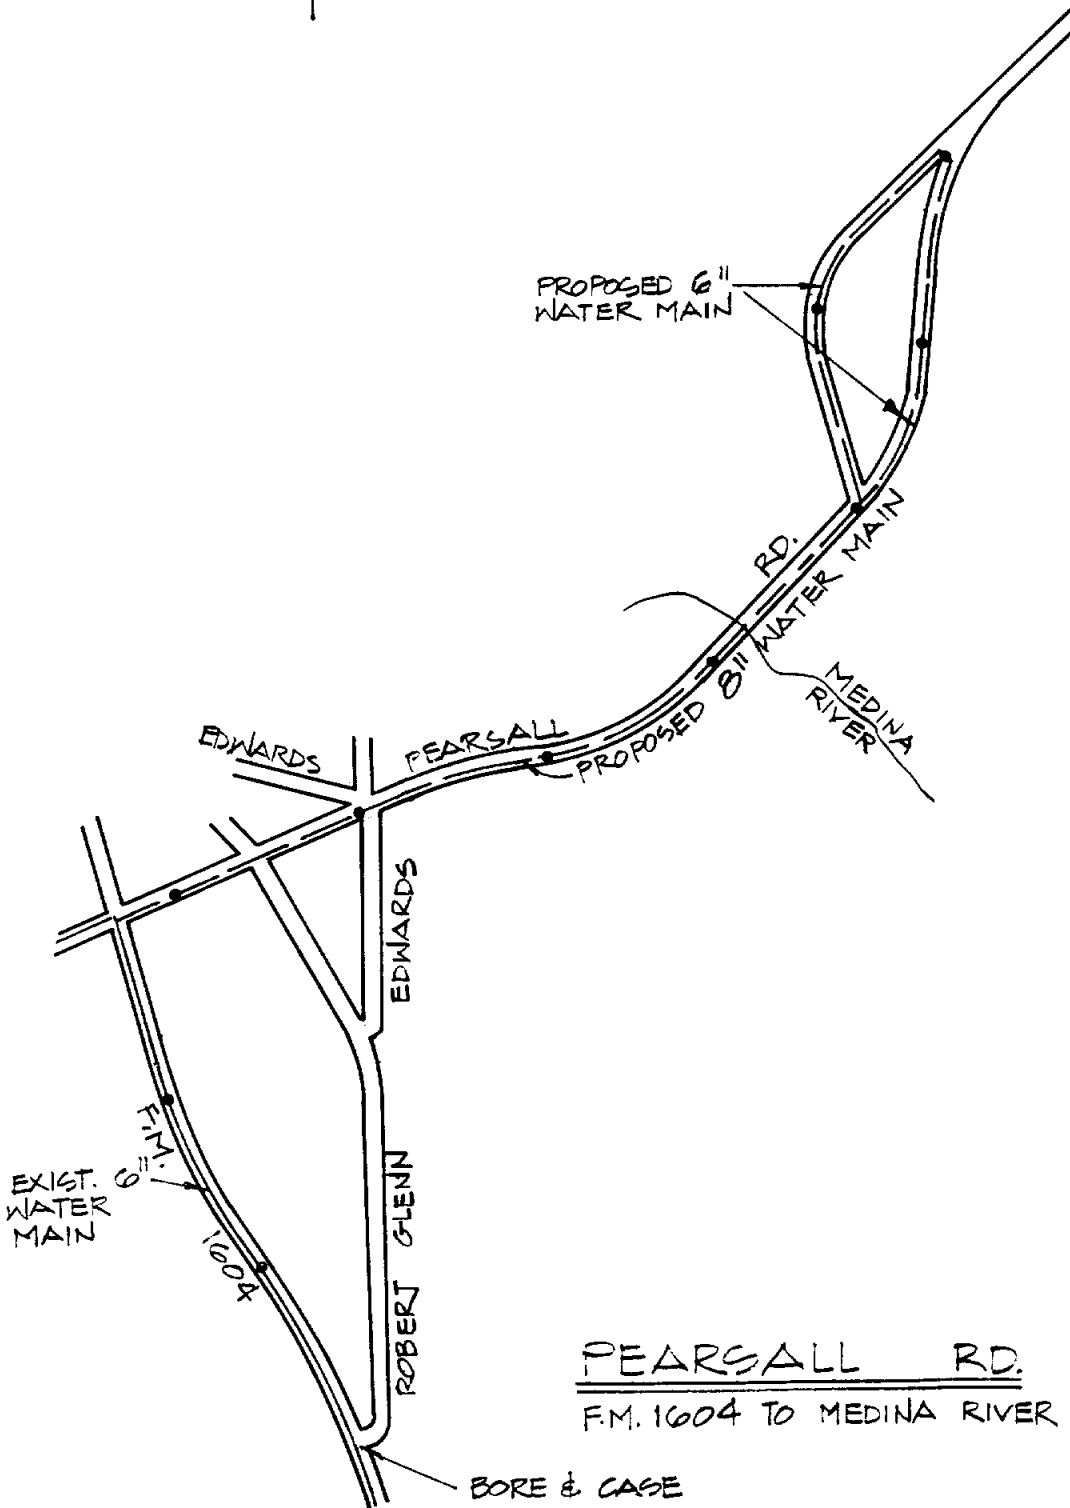 PROPOSED 6"
WATER MAIN
RD.
PROPOSED 8" WATER MAIN
MEDINA
RIVER
EDWARDS
PEARSALL
EDWARDS
F.M.
EXIST. 6"
WATER
MAIN
1604
ROBERT GLENN
PEARSALL RD.
F.M. 1604 TO MEDINA RIVER
BORE & CASE